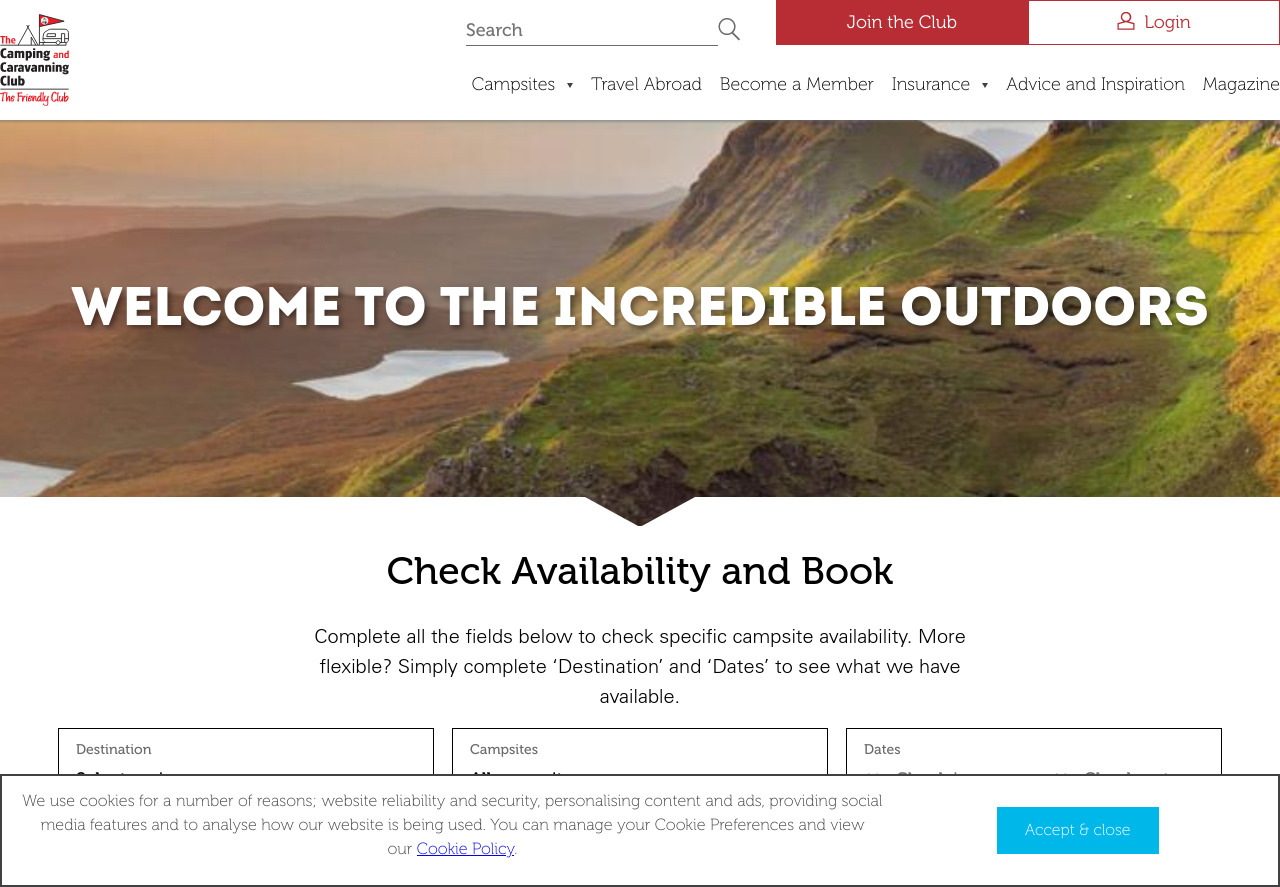 The
Camping and
Caravanning
Club
The Friendly Club
Search
Join the Club
Login
Campsites
Travel Abroad
Become a Member
Insurance
Advice and Inspiration
Magazine
WELCOME TO THE INCREDIBLE OUTDOORS
Check Availability and Book
Complete all the fields below to check specific campsite availability. More
flexible? Simply complete ‘Destination’ and ‘Dates’ to see what we have
available.
Destination
Campsites
Dates
We use cookies for a number of reasons; website reliability and security, personalising content and ads, providing social
media features and to analyse how our website is being used. You can manage your Cookie Preferences and view
our Cookie Policy.
Accept & close